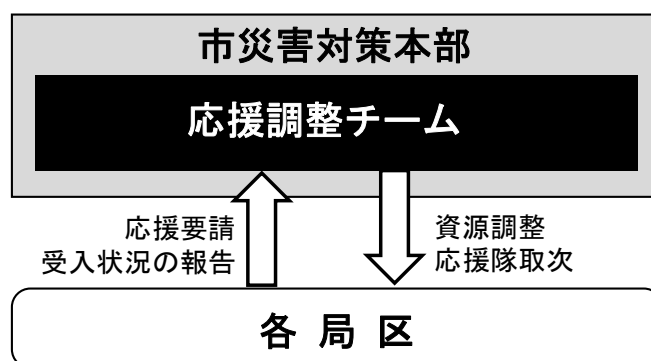 市災害対策本部
応援調整チーム
応援要請
受入状況の報告
資源調整
応援隊取次
各 局 区